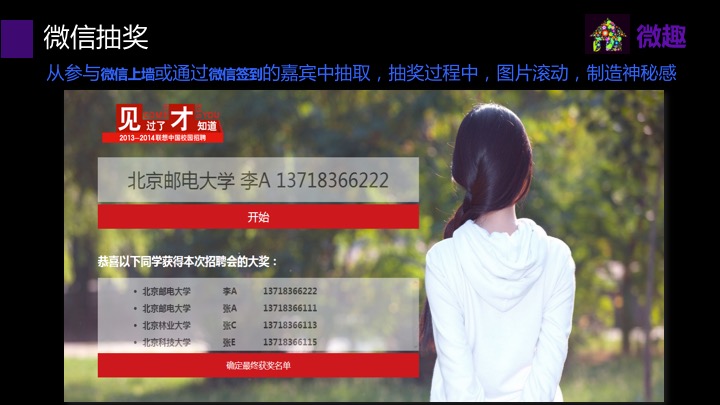 微信抽奖
微趣
从参与微信上墙或通过微信签到的嘉宾中抽取，抽奖过程中，图片滚动，制造神秘感
见过了才知道
2013-2014联想中国校园招聘
北京邮电大学 李A 13718366222
开始
恭喜以下同学获得本次招聘会的大奖：
• 北京邮电大学 李A 13718366222
• 北京邮电大学 张A 13718366111
• 北京林业大学 张C 13718366113
• 北京科技大学 张E 13718366115
确定最终获奖名单